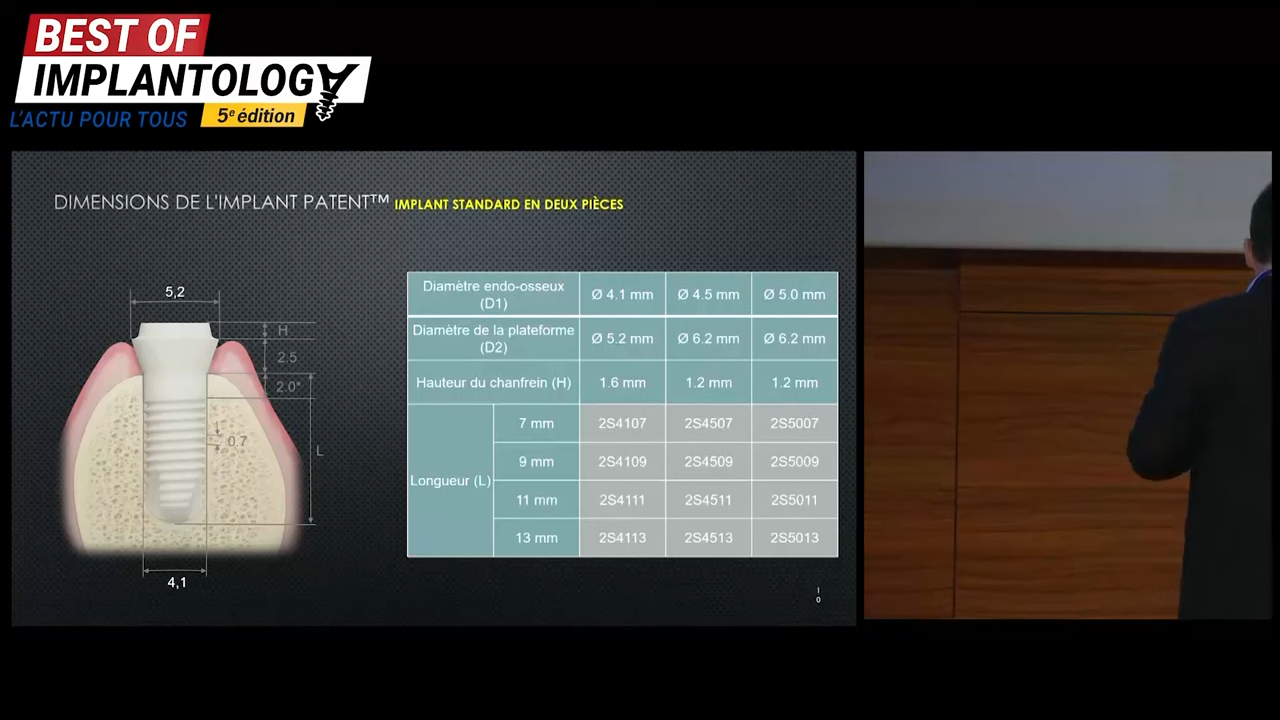 BEST OF
IMPLANTOLOGY
L'ACTU POUR TOUS
5e édition
DIMENSIONS DE L'IMPLANT PATENT™ IMPLANT STANDARD EN DEUX PIÈCES
5,2
H
2.5
2.0*
0.7
L
4,1
Diamètre endo-osseux (D1) Ø 4.1 mm Ø 4.5 mm Ø 5.0 mm
Diamètre de la plateforme (D2) Ø 5.2 mm Ø 6.2 mm Ø 6.2 mm
Hauteur du chanfrein (H) 1.6 mm 1.2 mm 1.2 mm
Longueur (L)
7 mm 2S4107 2S4507 2S5007
9 mm 2S4109 2S4509 2S5009
11 mm 2S4111 2S4511 2S5011
13 mm 2S4113 2S4513 2S5013
1
0